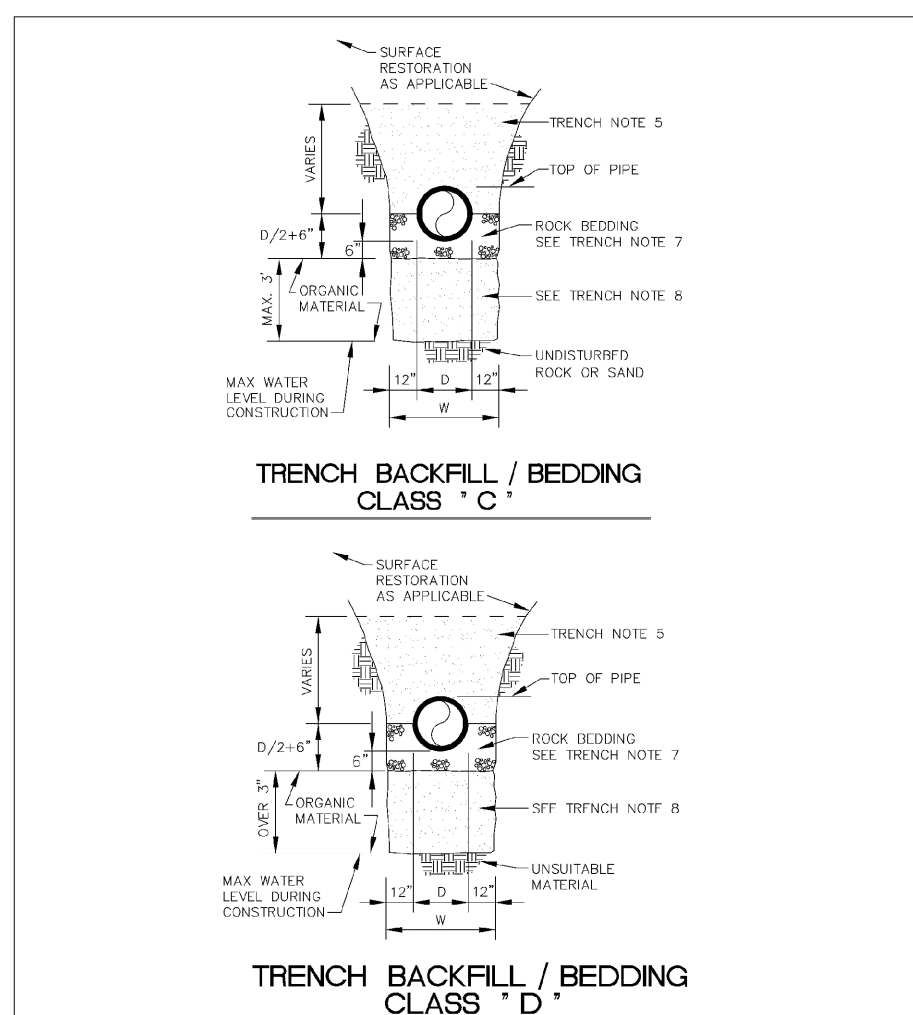 SURFACE
RESTORATION
AS APPLICABLE
TRENCH NOTE 5
VARIES
TOP OF PIPE
D/2+6"
6"
ROCK BEDDING
SEE TRENCH NOTE 7
MAX. 3'
ORGANIC
MATERIAL
SEE TRENCH NOTE 8
UNDISTURBED
ROCK OR SAND
MAX WATER
LEVEL DURING
CONSTRUCTION
12" D 12"
W
TRENCH BACKFILL / BEDDING
CLASS "C"
SURFACE
RESTORATION
AS APPLICABLE
TRENCH NOTE 5
VARIES
TOP OF PIPE
D/2+6"
6"
ROCK BEDDING
SEE TRENCH NOTE 7
OVER 3"
ORGANIC
MATERIAL
SEE TRENCH NOTE 8
UNSUITABLE
MATERIAL
MAX WATER
LEVEL DURING
CONSTRUCTION
12" D 12"
W
TRENCH BACKFILL / BEDDING
CLASS "D"